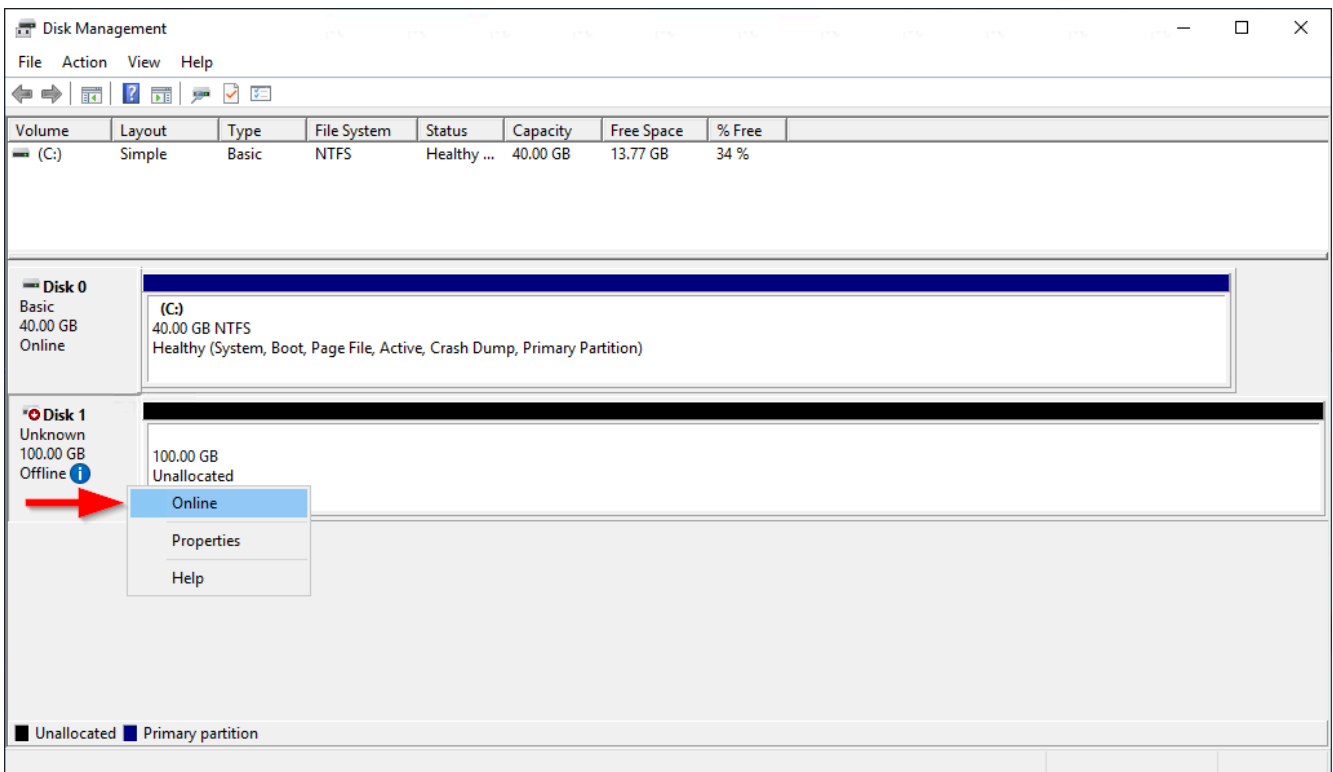 Disk Management
File Action View Help
Volume Layout Type File System Status Capacity Free Space % Free
(C:) Simple Basic NTFS Healthy ... 40.00 GB 13.77 GB 34 %
Disk 0
Basic
40.00 GB
Online
(C:)
40.00 GB NTFS
Healthy (System, Boot, Page File, Active, Crash Dump, Primary Partition)
Disk 1
Unknown
100.00 GB
Offline
100.00 GB
Unallocated
Online
Properties
Help
Unallocated Primary partition